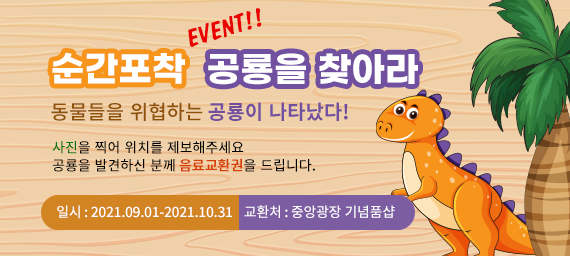 EVENT!!
순간포착 공룡을 찾아라
동물들을 위협하는 공룡이 나타났다!
사진을 찍어 위치를 제보해주세요
공룡을 발견하신 분께 음료교환권을 드립니다.
일시 : 2021.09.01-2021.10.31 교환처 : 중앙광장 기념품샵